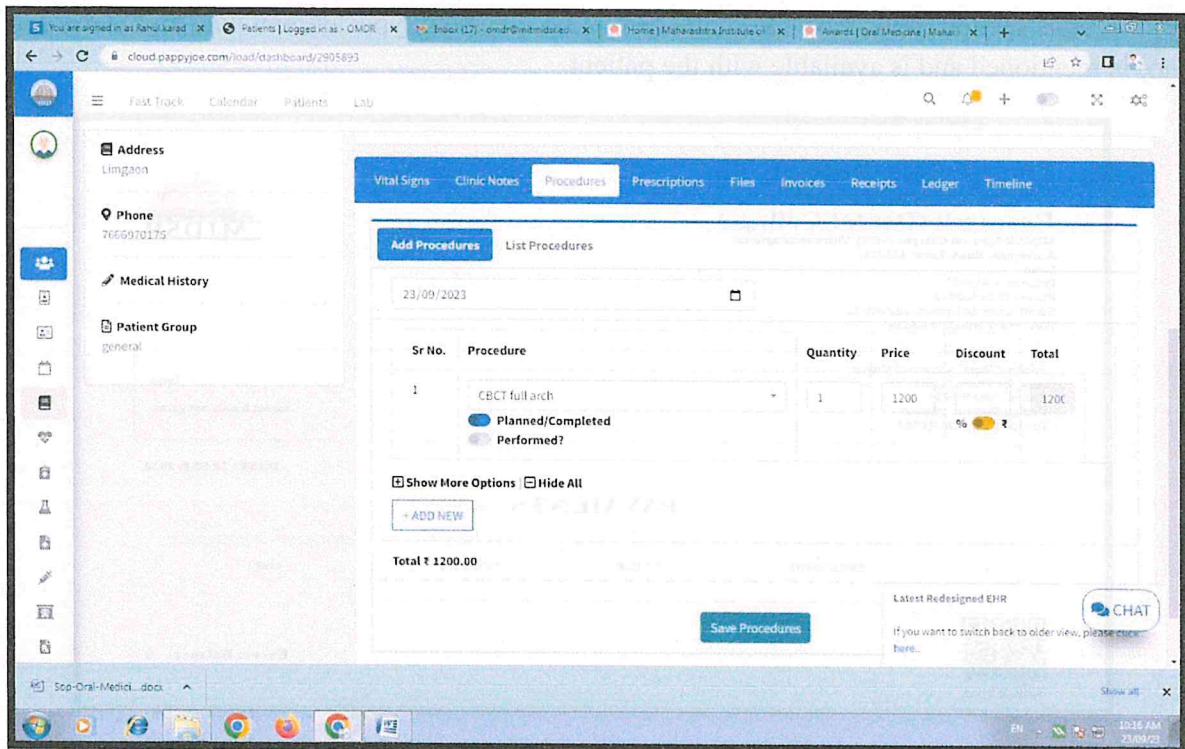 You are signed in as Rahul.karad
Patients | Logged in as - OMDR
Inbox (17) - omdr@mitmidsr.ed
Home | Maharashtra Institute of
Awards | Oral Medicine | Mahar
cloud.pappyjoe.com/load/dashboard/2905893
Fast Track Calendar Patients Lab
Address
Limgaon
Phone
7666970175
Medical History
Patient Group
general
Vital Signs Clinic Notes Procedures Prescriptions Files Invoices Receipts Ledger Timeline
Add Procedures List Procedures
23/09/2023
Sr No. Procedure Quantity Price Discount Total
1 CBCT full arch 1 1200 1200
Planned/Completed % ₹
Performed?
Show More Options Hide All
+ ADD NEW
Total ₹ 1200.00
Save Procedures
Latest Redesigned EHR
If you want to switch back to older view, please click
here..
CHAT
Sop-Oral-Medici....docx
Show all
EN
10:16 AM
23/09/23